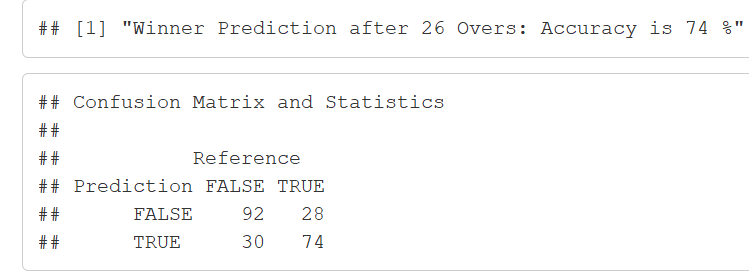 ## [1] "Winner Prediction after 26 Overs: Accuracy is 74 %"
## Confusion Matrix and Statistics
##
##           Reference
## Prediction FALSE TRUE
##      FALSE    92   28
##      TRUE     30   74